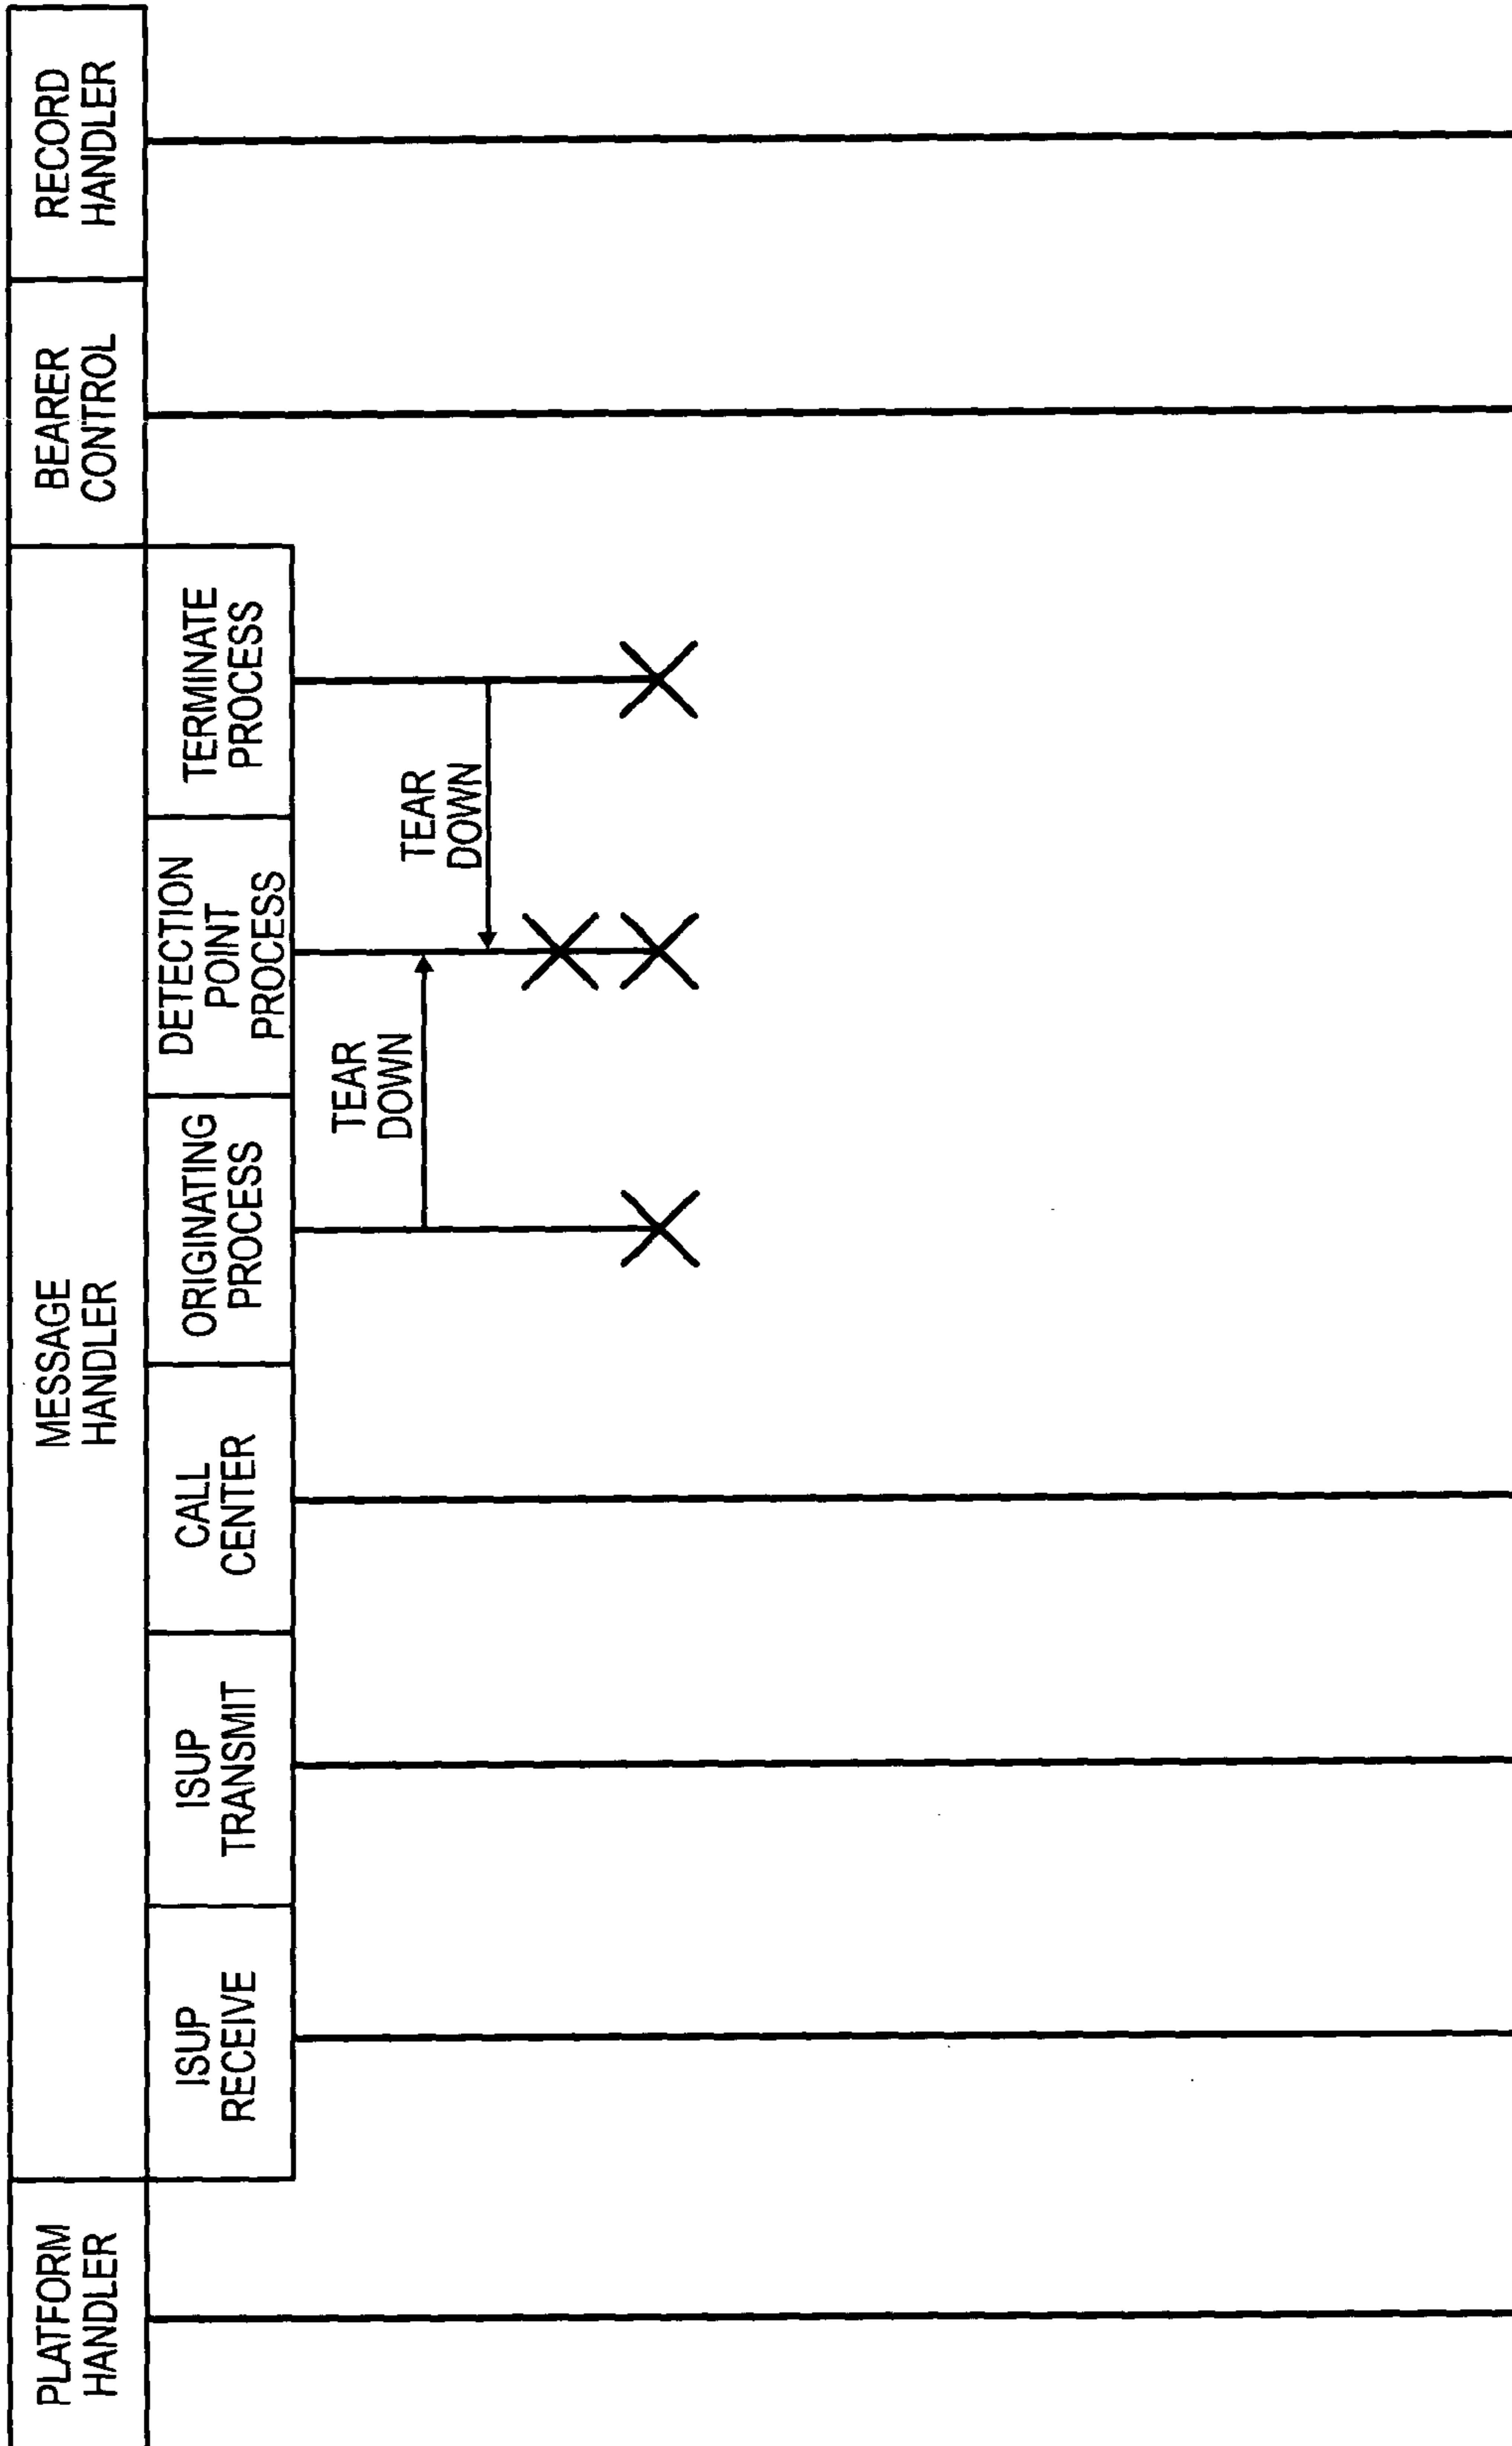 PLATFORM
HANDLER
MESSAGE
HANDLER
BEARER
CONTROL
RECORD
HANDLER
ISUP
RECEIVE
ISUP
TRANSMIT
CALL
CENTER
ORIGINATING
PROCESS
DETECTION
POINT
PROCESS
TERMINATE
PROCESS
TEAR
DOWN
TEAR
DOWN